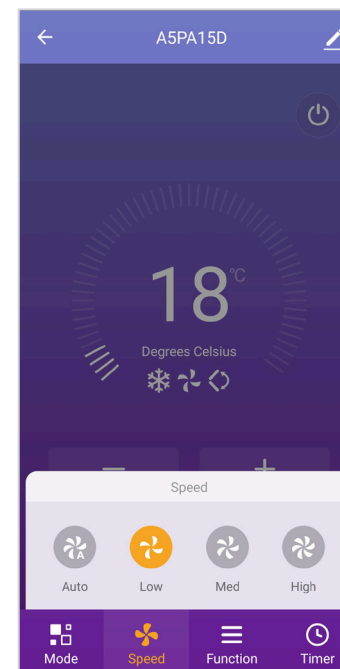 A5PA15D
18°C
Degrees Celsius
Speed
Auto Low Med High
Mode Speed Function Timer